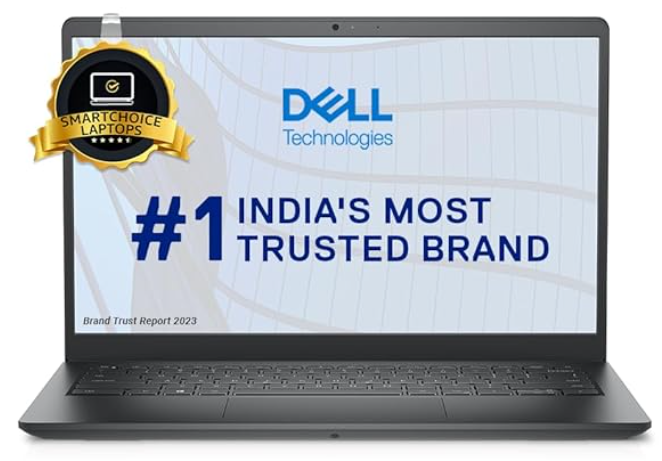 SMARTCHOICE
LAPTOPS
DELL
Technologies
#1 INDIA'S MOST
TRUSTED BRAND
Brand Trust Report 2023